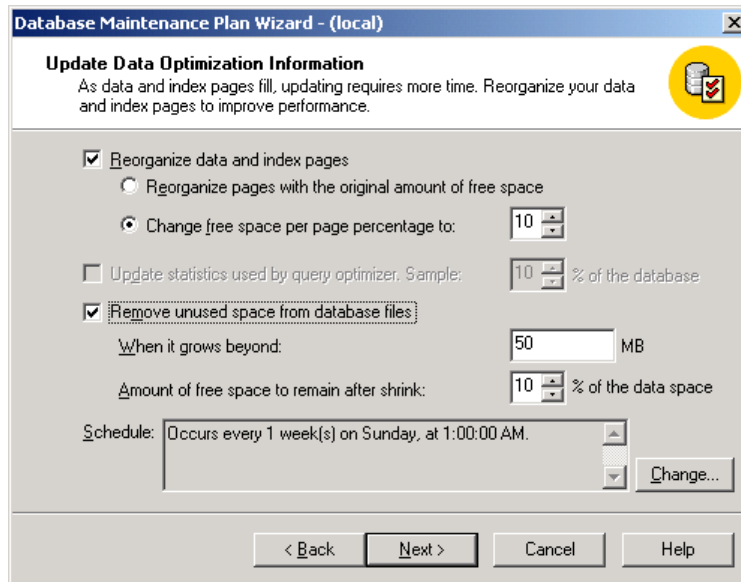 Database Maintenance Plan Wizard - (local)
Update Data Optimization Information
As data and index pages fill, updating requires more time. Reorganize your data
and index pages to improve performance.
Reorganize data and index pages
Reorganize pages with the original amount of free space
Change free space per page percentage to: 10
Update statistics used by query optimizer. Sample: 10 % of the database
Remove unused space from database files
When it grows beyond: 50 MB
Amount of free space to remain after shrink: 10 % of the data space
Schedule: Occurs every 1 week(s) on Sunday, at 1:00:00 AM.
Change...
< Back Next > Cancel Help